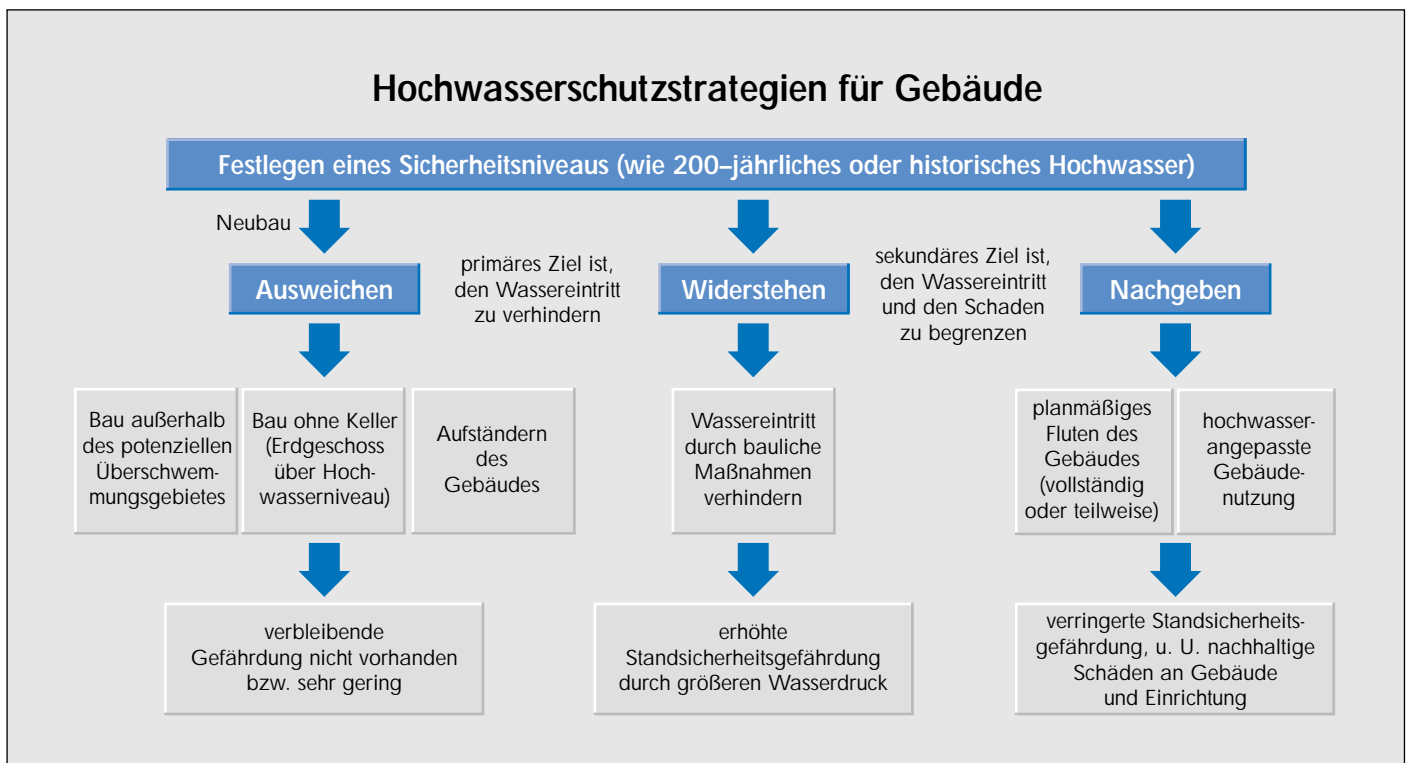 Hochwasserschutzstrategien für Gebäude
Festlegen eines Sicherheitsniveaus (wie 200–jährliches oder historisches Hochwasser)
Neubau
Ausweichen
primäres Ziel ist,
den Wassereintritt
zu verhindern
Widerstehen
sekundäres Ziel ist,
den Wassereintritt
und den Schaden
zu begrenzen
Nachgeben
Bau außerhalb
des potenziellen
Überschwem-
mungsgebietes
Bau ohne Keller
(Erdgeschoss
über Hoch-
wasserniveau)
Aufständern
des
Gebäudes
Wassereintritt
durch bauliche
Maßnahmen
verhindern
planmäßiges
Fluten des
Gebäudes
(vollständig
oder teilweise)
hochwasser-
angepasste
Gebäude-
nutzung
verbleibende
Gefährdung nicht vorhanden
bzw. sehr gering
erhöhte
Standsicherheitsgefährdung
durch größeren Wasserdruck
verringerte Standsicherheits-
gefährdung, u. U. nachhaltige
Schäden an Gebäude
und Einrichtung